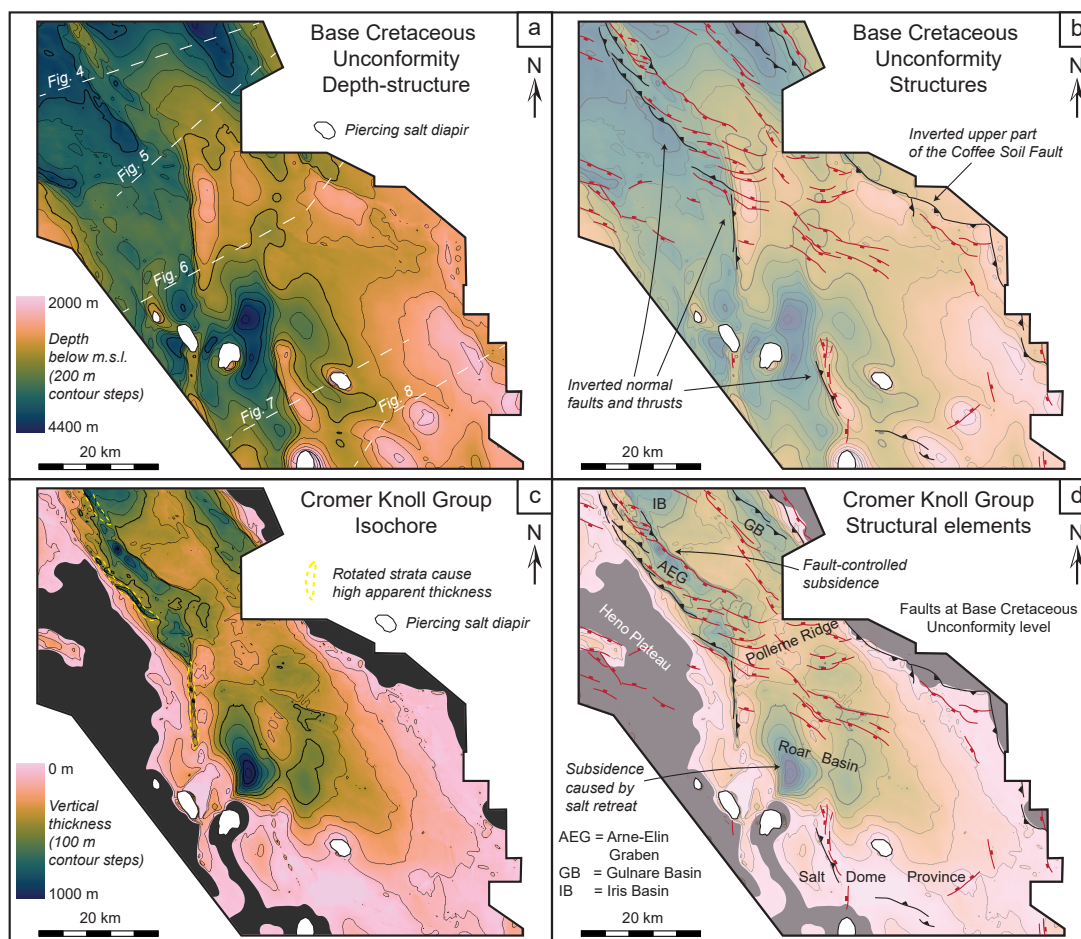 Base Cretaceous
Unconformity
Depth-structure
a
N
Piercing salt diapir
Fig. 4
Fig. 5
Fig. 6
Fig. 7
Fig. 8
2000 m
Depth
below m.s.l.
(200 m
contour steps)
4400 m
20 km
Base Cretaceous
Unconformity
Structures
b
N
Inverted upper part
of the Coffee Soil Fault
Inverted normal
faults and thrusts
20 km
Cromer Knoll Group
Isochore
c
N
Rotated strata cause
high apparent thickness
Piercing salt diapir
0 m
Vertical
thickness
(100 m
contour steps)
1000 m
20 km
Cromer Knoll Group
Structural elements
d
N
IB
GB
AEG
Fault-controlled
subsidence
Faults at Base Cretaceous
Unconformity level
Heno Plateau
Pollerne Ridge
Roar Basin
Subsidence
caused by
salt retreat
AEG = Arne-Elin
Graben
GB = Gulnare Basin
IB = Iris Basin
Salt Dome Province
20 km